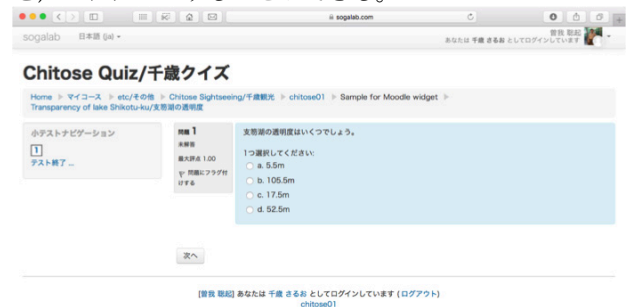 sogalab.com
sogalab 日本語 (ja)
曽我 聡起
あなたは 千歳 さるお としてログインしています
Chitose Quiz/千歳クイズ
Home ▶ マイコース ▶ etc/その他 ▶ Chitose Sightseeing/千歳観光 ▶ chitose01 ▶ Sample for Moodle widget ▶
Transparency of lake Shikotu-ku/支笏湖の透明度
小テストナビゲーション
1
テスト終了 ...
問題 1
未解答
最大評点 1.00
問題にフラグ付
けする
支笏湖の透明度はいくつでしょう。
1つ選択してください:
a. 5.5m
b. 105.5m
c. 17.5m
d. 52.5m
次へ
[曽我 聡起] あなたは 千歳 さるお としてログインしています (ログアウト)
chitose01